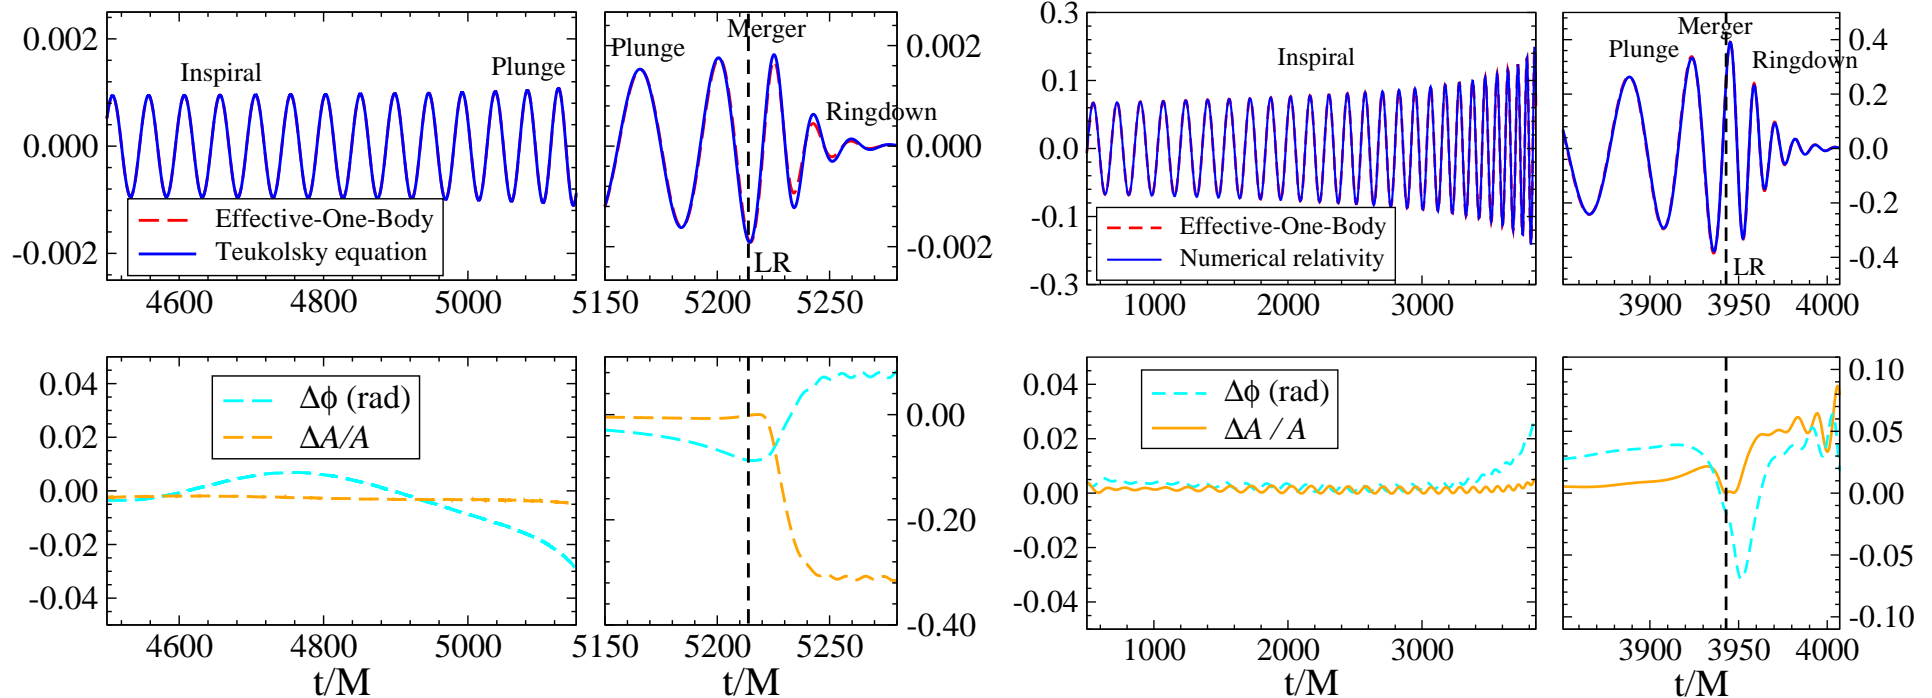 0.002
0.000
-0.002
Inspiral
Plunge
Effective-One-Body
Teukolsky equation
4600
4800
5000
Plunge
Merger
Ringdown
LR
0.002
0.000
-0.002
5150
5200
5250
0.3
0.1
0.0
-0.1
-0.3
Inspiral
Effective-One-Body
Numerical relativity
1000
2000
3000
Plunge
Merger
Ringdown
LR
0.4
0.2
0.0
-0.2
-0.4
3900
3950
4000
0.04
0.02
0.00
-0.02
-0.04
Δϕ (rad)
ΔA/A
4600
4800
5000
t/M
0.00
-0.20
-0.40
5150
5200
5250
t/M
0.04
0.02
0.00
-0.02
-0.04
Δϕ (rad)
ΔA / A
1000
2000
3000
t/M
0.10
0.05
0.00
-0.05
-0.10
3900
3950
4000
t/M